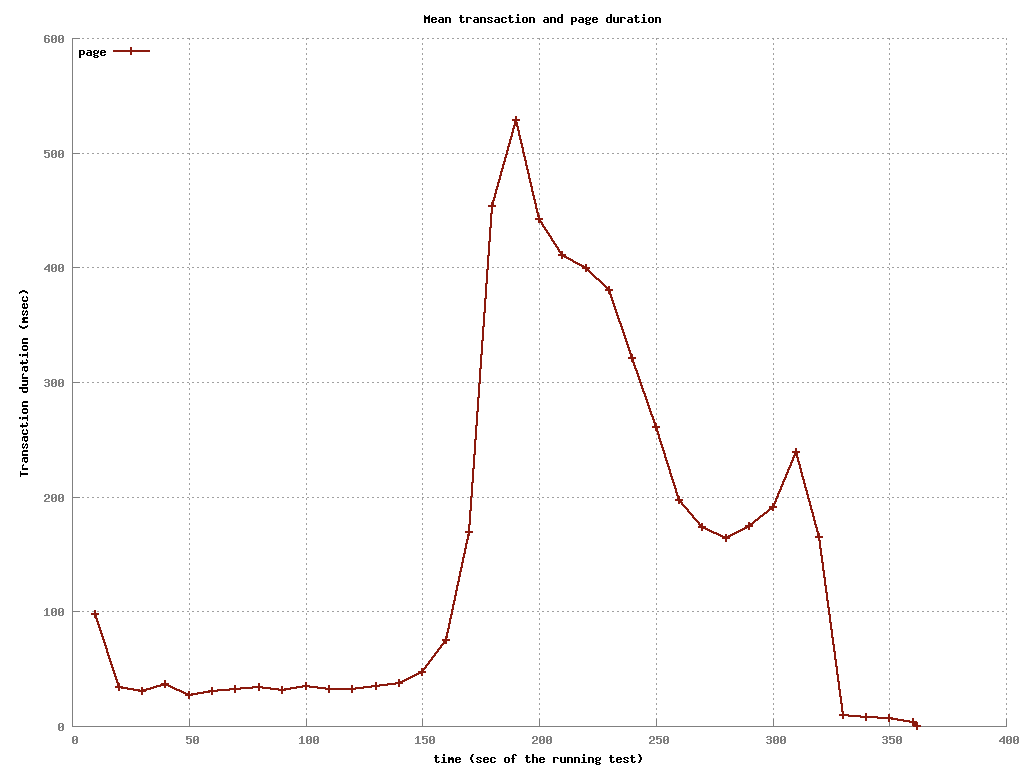 Mean transaction and page duration
600
page
500
400
300
200
100
0
Transaction duration (msec)
0 50 100 150 200 250 300 350 400
time (sec of the running test)